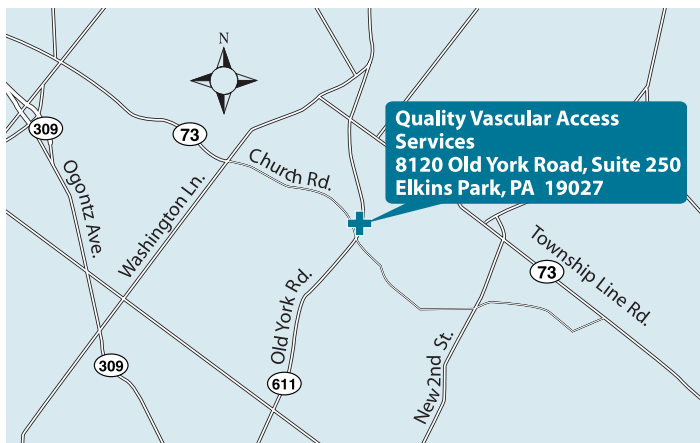 N
309
73
Quality Vascular Access
Services
8120 Old York Road, Suite 250
Elkins Park, PA 19027
Ogontz Ave.
Washington Ln.
Church Rd.
Township Line Rd.
73
Old York Rd.
New 2nd St.
309
611